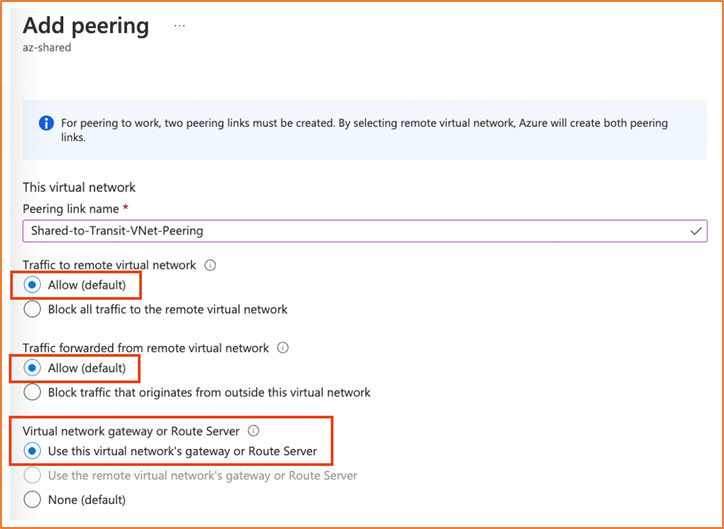 Add peering ...
az-shared
For peering to work, two peering links must be created. By selecting remote virtual network, Azure will create both peering
links.
This virtual network
Peering link name *
Shared-to-Transit-VNet-Peering
Traffic to remote virtual network
Allow (default)
Block all traffic to the remote virtual network
Traffic forwarded from remote virtual network
Allow (default)
Block traffic that originates from outside this virtual network
Virtual network gateway or Route Server
Use this virtual network's gateway or Route Server
Use the remote virtual network's gateway or Route Server
None (default)